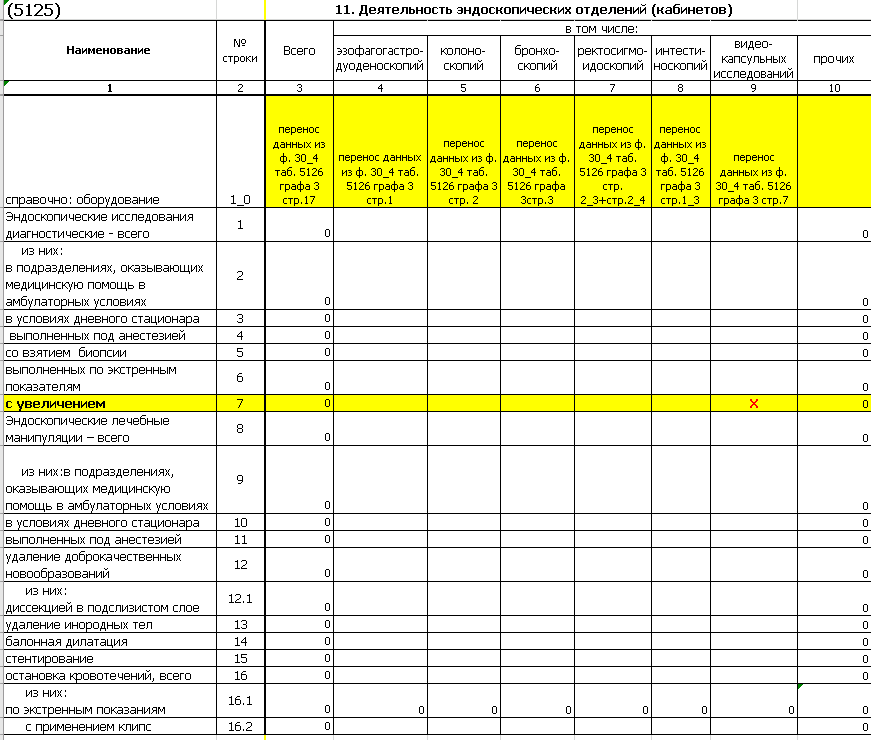 (5125)
11. Деятельность эндоскопических отделений (кабинетов)
Наименование
№
строки
Всего
в том числе:
эзофагогастро-
дуоденоскопий
колоно-
скопий
бронхо-
скопий
ректосигмо-
идоскопий
интести-
носкопий
видео-
капсульных
исследований
прочих
1 2 3 4 5 6 7 8 9 10
справочно: оборудование
1_0
перенос
данных из
ф. 30_4
таб. 5126
графа 3
стр.17
перенос данных
из ф. 30_4 таб.
5126 графа 3
стр.1
перенос
данных из ф.
30_4 таб.
5126 графа 3
стр. 2
перенос
данных из ф.
30_4 таб.
5126 графа
3стр.3
перенос
данных из ф.
30_4 таб.
5126 графа 3
стр.
2_3+стр.2_4
перенос
данных из ф.
30_4 таб.
5126 графа 3
стр.1_3
перенос
данных из ф.
30_4 таб. 5126
графа 3 стр.7
Эндоскопические исследования
диагностические - всего
1 0 0
из них:
в подразделениях, оказывающих
медицинскую помощь в
амбулаторных условиях
2 0 0
в условиях дневного стационара 3 0 0
выполненных под анестезией 4 0 0
со взятием биопсии 5 0 0
выполненных по экстренным
показателям
6 0 0
с увеличением 7 0 X 0
Эндоскопические лечебные
манипуляции – всего
8 0 0
из них:в подразделениях,
оказывающих медицинскую
помощь в амбулаторных условиях
9 0 0
в условиях дневного стационара 10 0 0
выполненных под анестезией 11 0 0
удаление доброкачественных
новообразований
12 0 0
из них:
диссекцией в подслизистом слое
12.1 0 0
удаление инородных тел 13 0 0
балонная дилатация 14 0 0
стентирование 15 0 0
остановка кровотечений, всего 16 0 0
из них:
по экстренным показаниям
16.1 0 0 0 0 0 0 0 0
с применением клипс 16.2 0 0